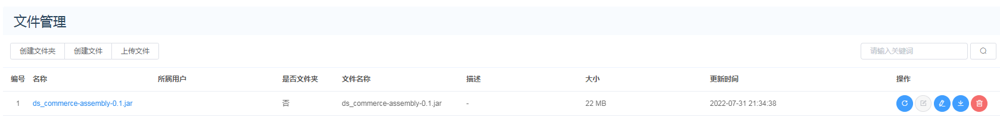 文件管理
创建文件夹 创建文件 上传文件 请输入关键词
编号 名称 所属用户 是否文件夹 文件名称 描述 大小 更新时间 操作
1 ds_commerce-assembly-0.1.jar 否 ds_commerce-assembly-0.1.jar - 22 MB 2022-07-31 21:34:38